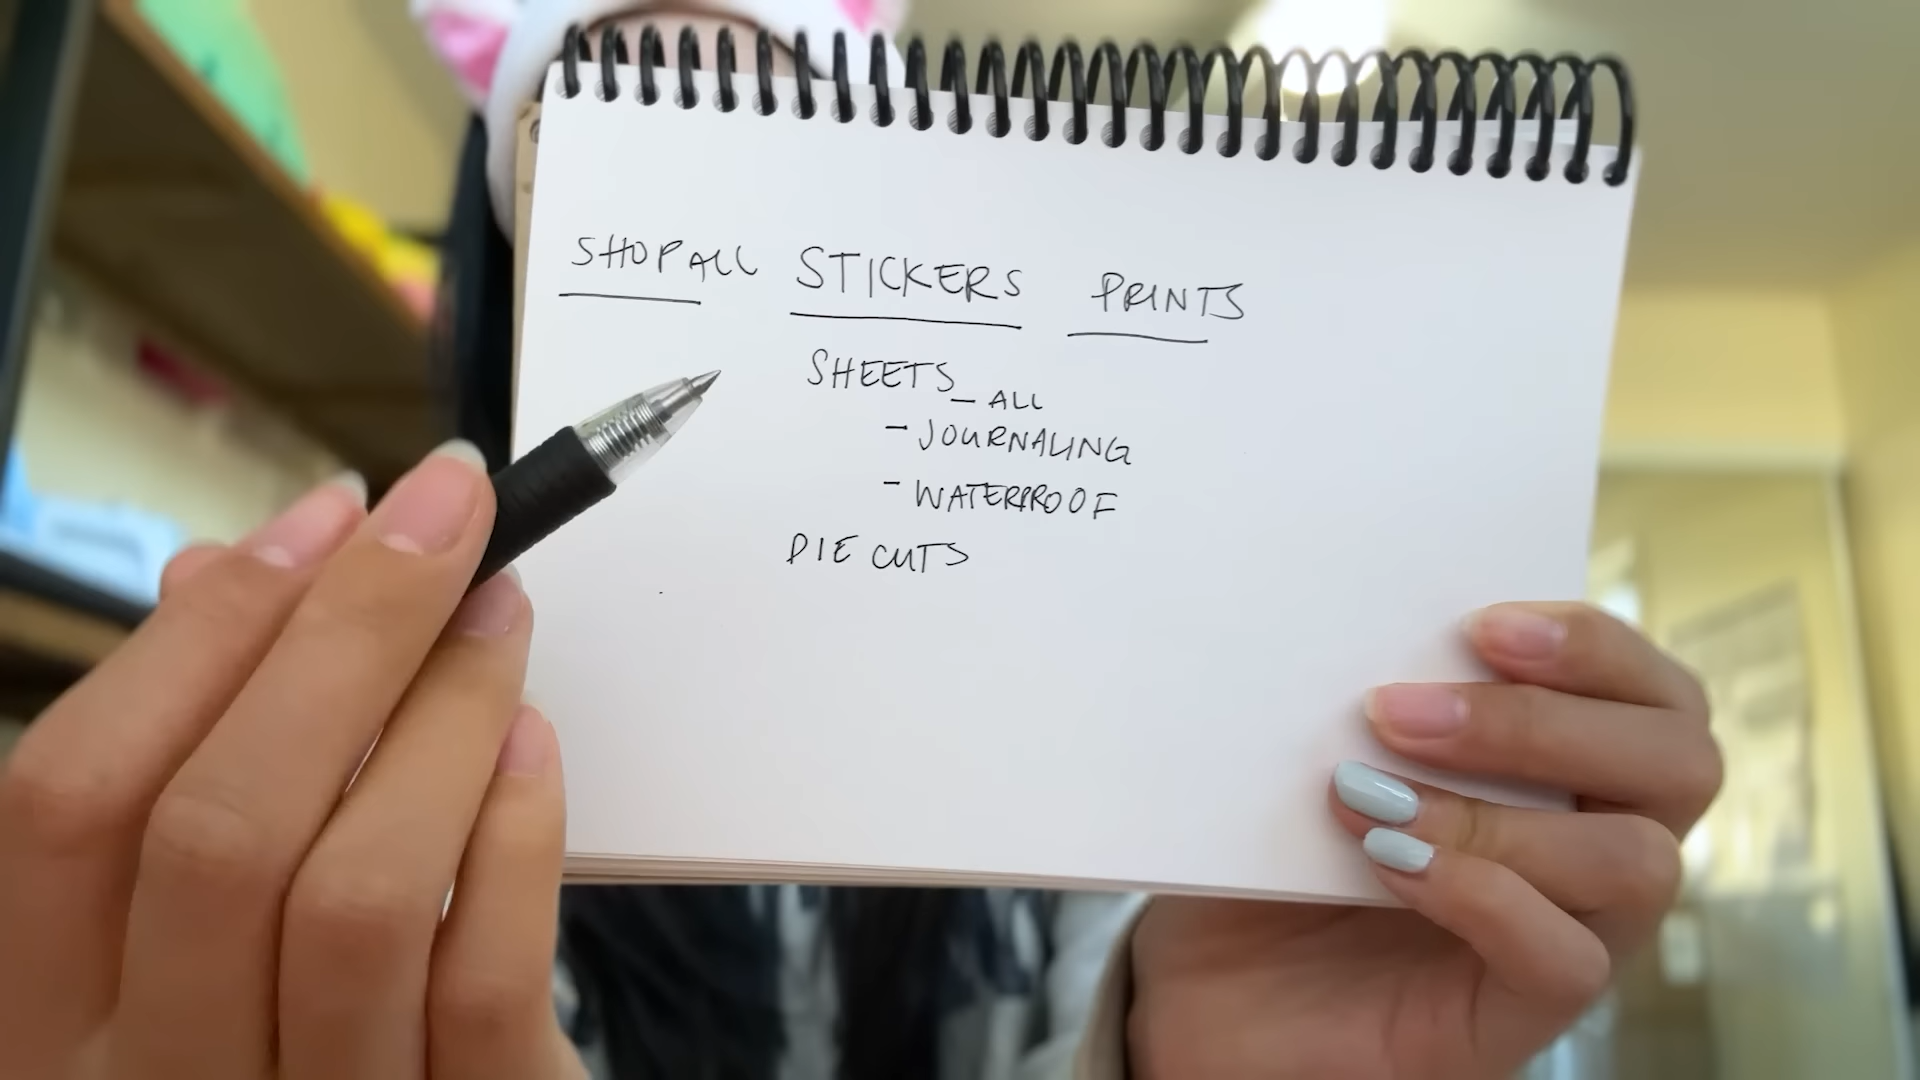 SHOP ALL STICKERS PRINTS
SHEETS
- ALL
- JOURNALING
- WATERPROOF
DIE CUTS